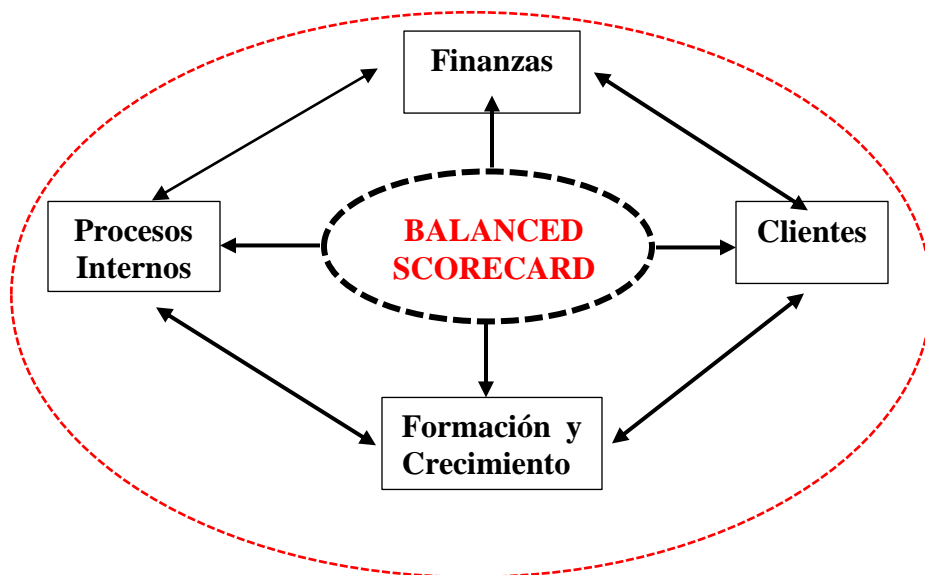 Finanzas
Procesos
Internos
BALANCED
SCORECARD
Clientes
Formación y
Crecimiento